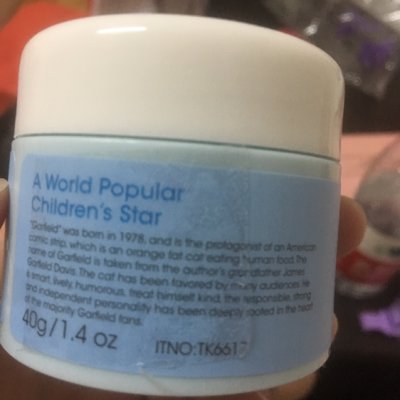 A World Popular
Children's Star
"Garfield" was born in 1978, and is the protagonist of an American
comic strip, which is an orange fat cat eating human food. The
name of Garfield is taken from the author's grandfather James
Garfield Davis. The cat has been favored by many audiences. He
is smart, lively, humorous, treat himself kind, the responsible, strong
and independent personality has been deeply rooted in the heart
of the majority Garfield fans.
40g/1.4 oz
ITNO:TK6617